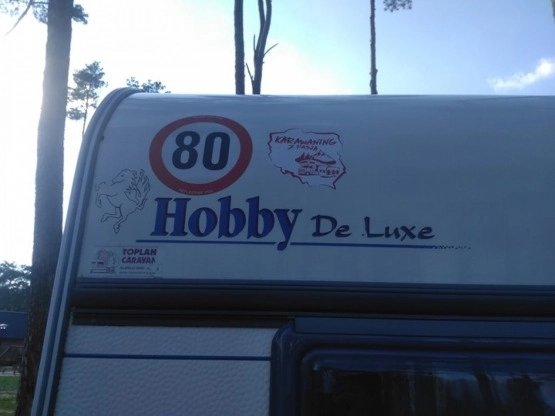 80
KARAWANING
Z PASJĄ
Hobby De Luxe
TOPLAN
CARAVAN